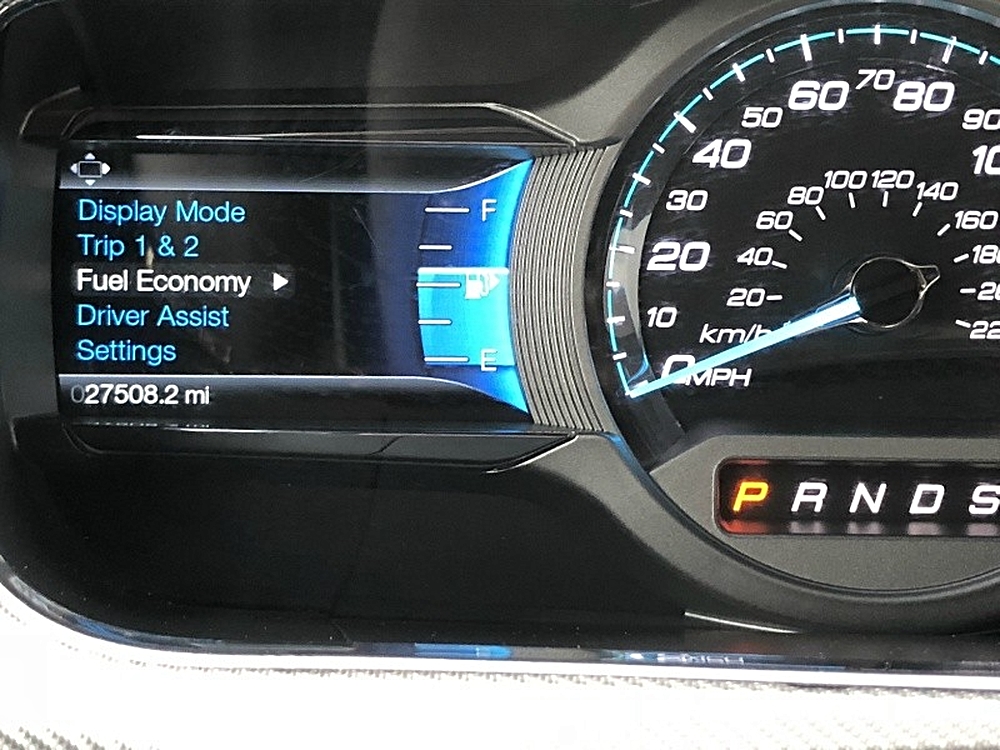 Display Mode
Trip 1 & 2
Fuel Economy
Driver Assist
Settings
027508.2 mi
F
E
0
10
20
30
40
50
60
70
80
90
20
40
60
80
100
120
140
160
km/h
MPH
P R N D S